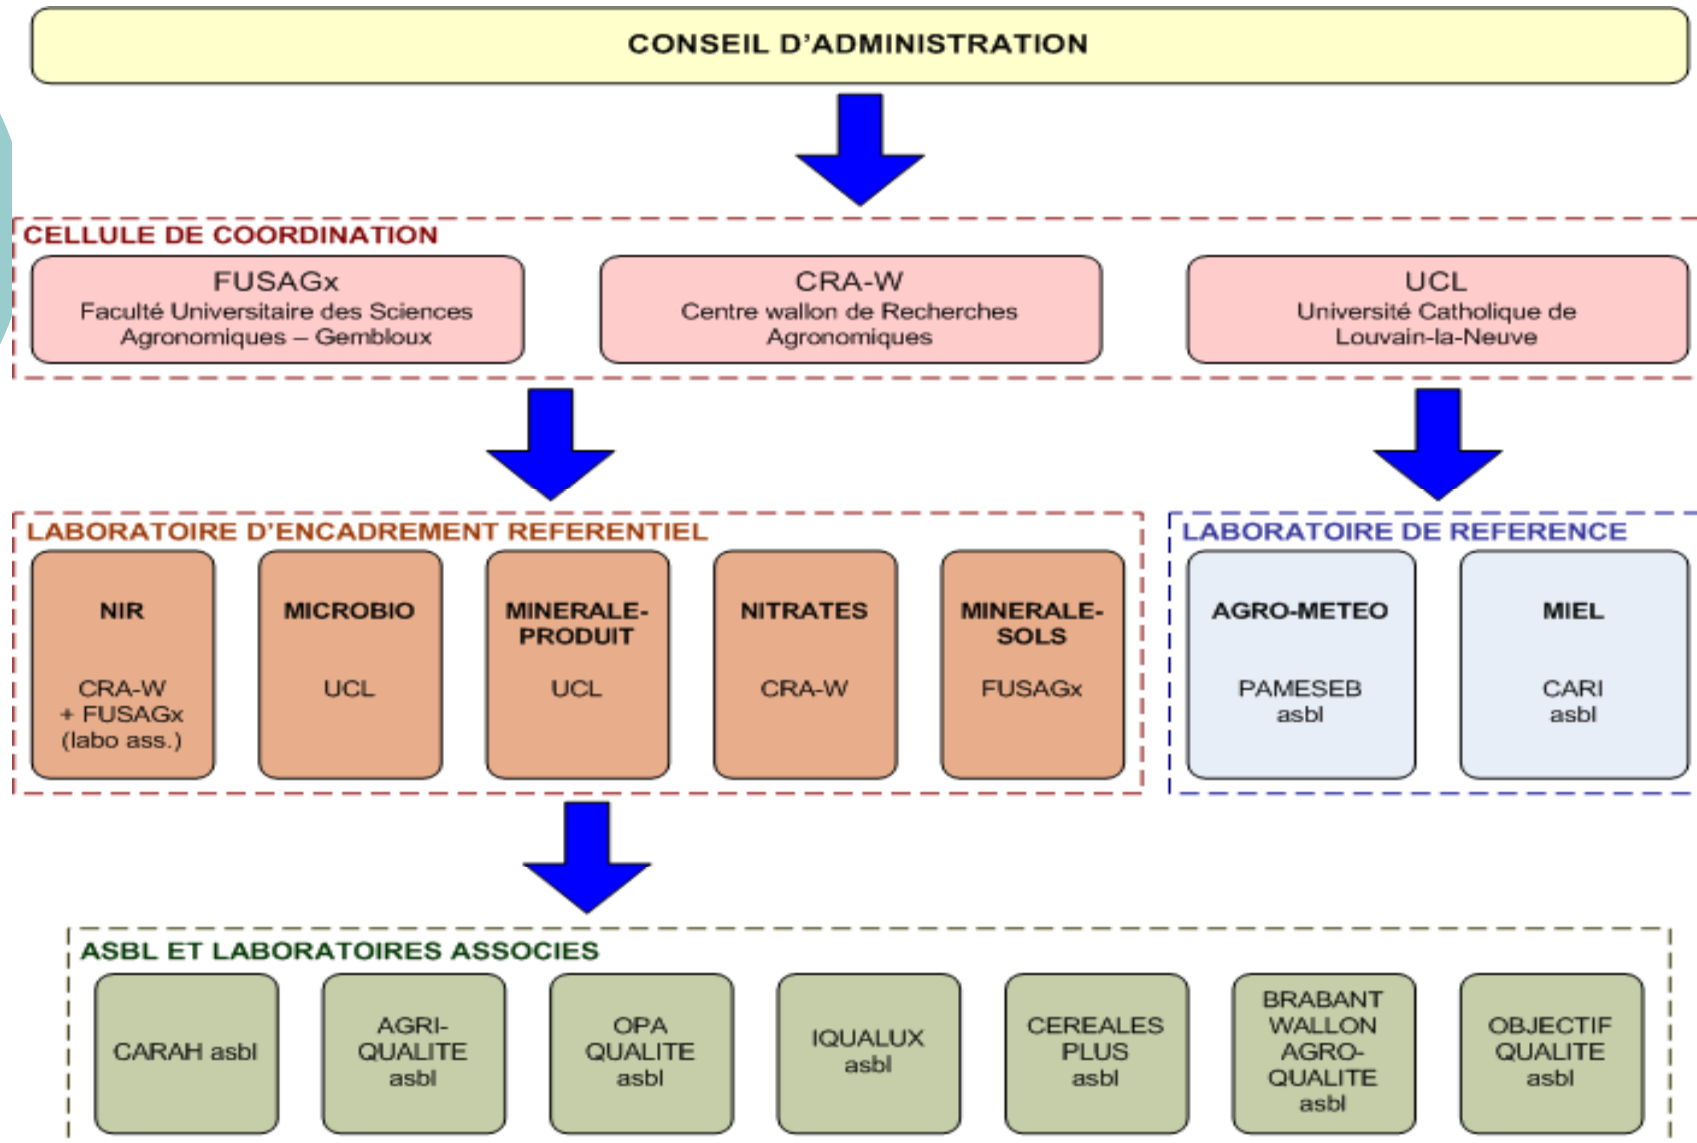 CONSEIL D'ADMINISTRATION
CELLULE DE COORDINATION
FUSAGx
Faculté Universitaire des Sciences
Agronomiques – Gembloux
CRA-W
Centre wallon de Recherches
Agronomiques
UCL
Université Catholique de
Louvain-la-Neuve
LABORATOIRE D'ENCADREMENT REFERENTIEL
NIR
CRA-W
+ FUSAGx
(labo ass.)
MICROBIO
UCL
MINERALE-
PRODUIT
UCL
NITRATES
CRA-W
MINERALE-
SOLS
FUSAGx
LABORATOIRE DE REFERENCE
AGRO-METEO
PAMESEB
asbl
MIEL
CARI
asbl
ASBL ET LABORATOIRES ASSOCIES
CARAH asbl
AGRI-
QUALITE
asbl
OPA
QUALITE
asbl
IQUALUX
asbl
CEREALES
PLUS
asbl
BRABANT
WALLON
AGRO-
QUALITE
asbl
OBJECTIF
QUALITE
asbl